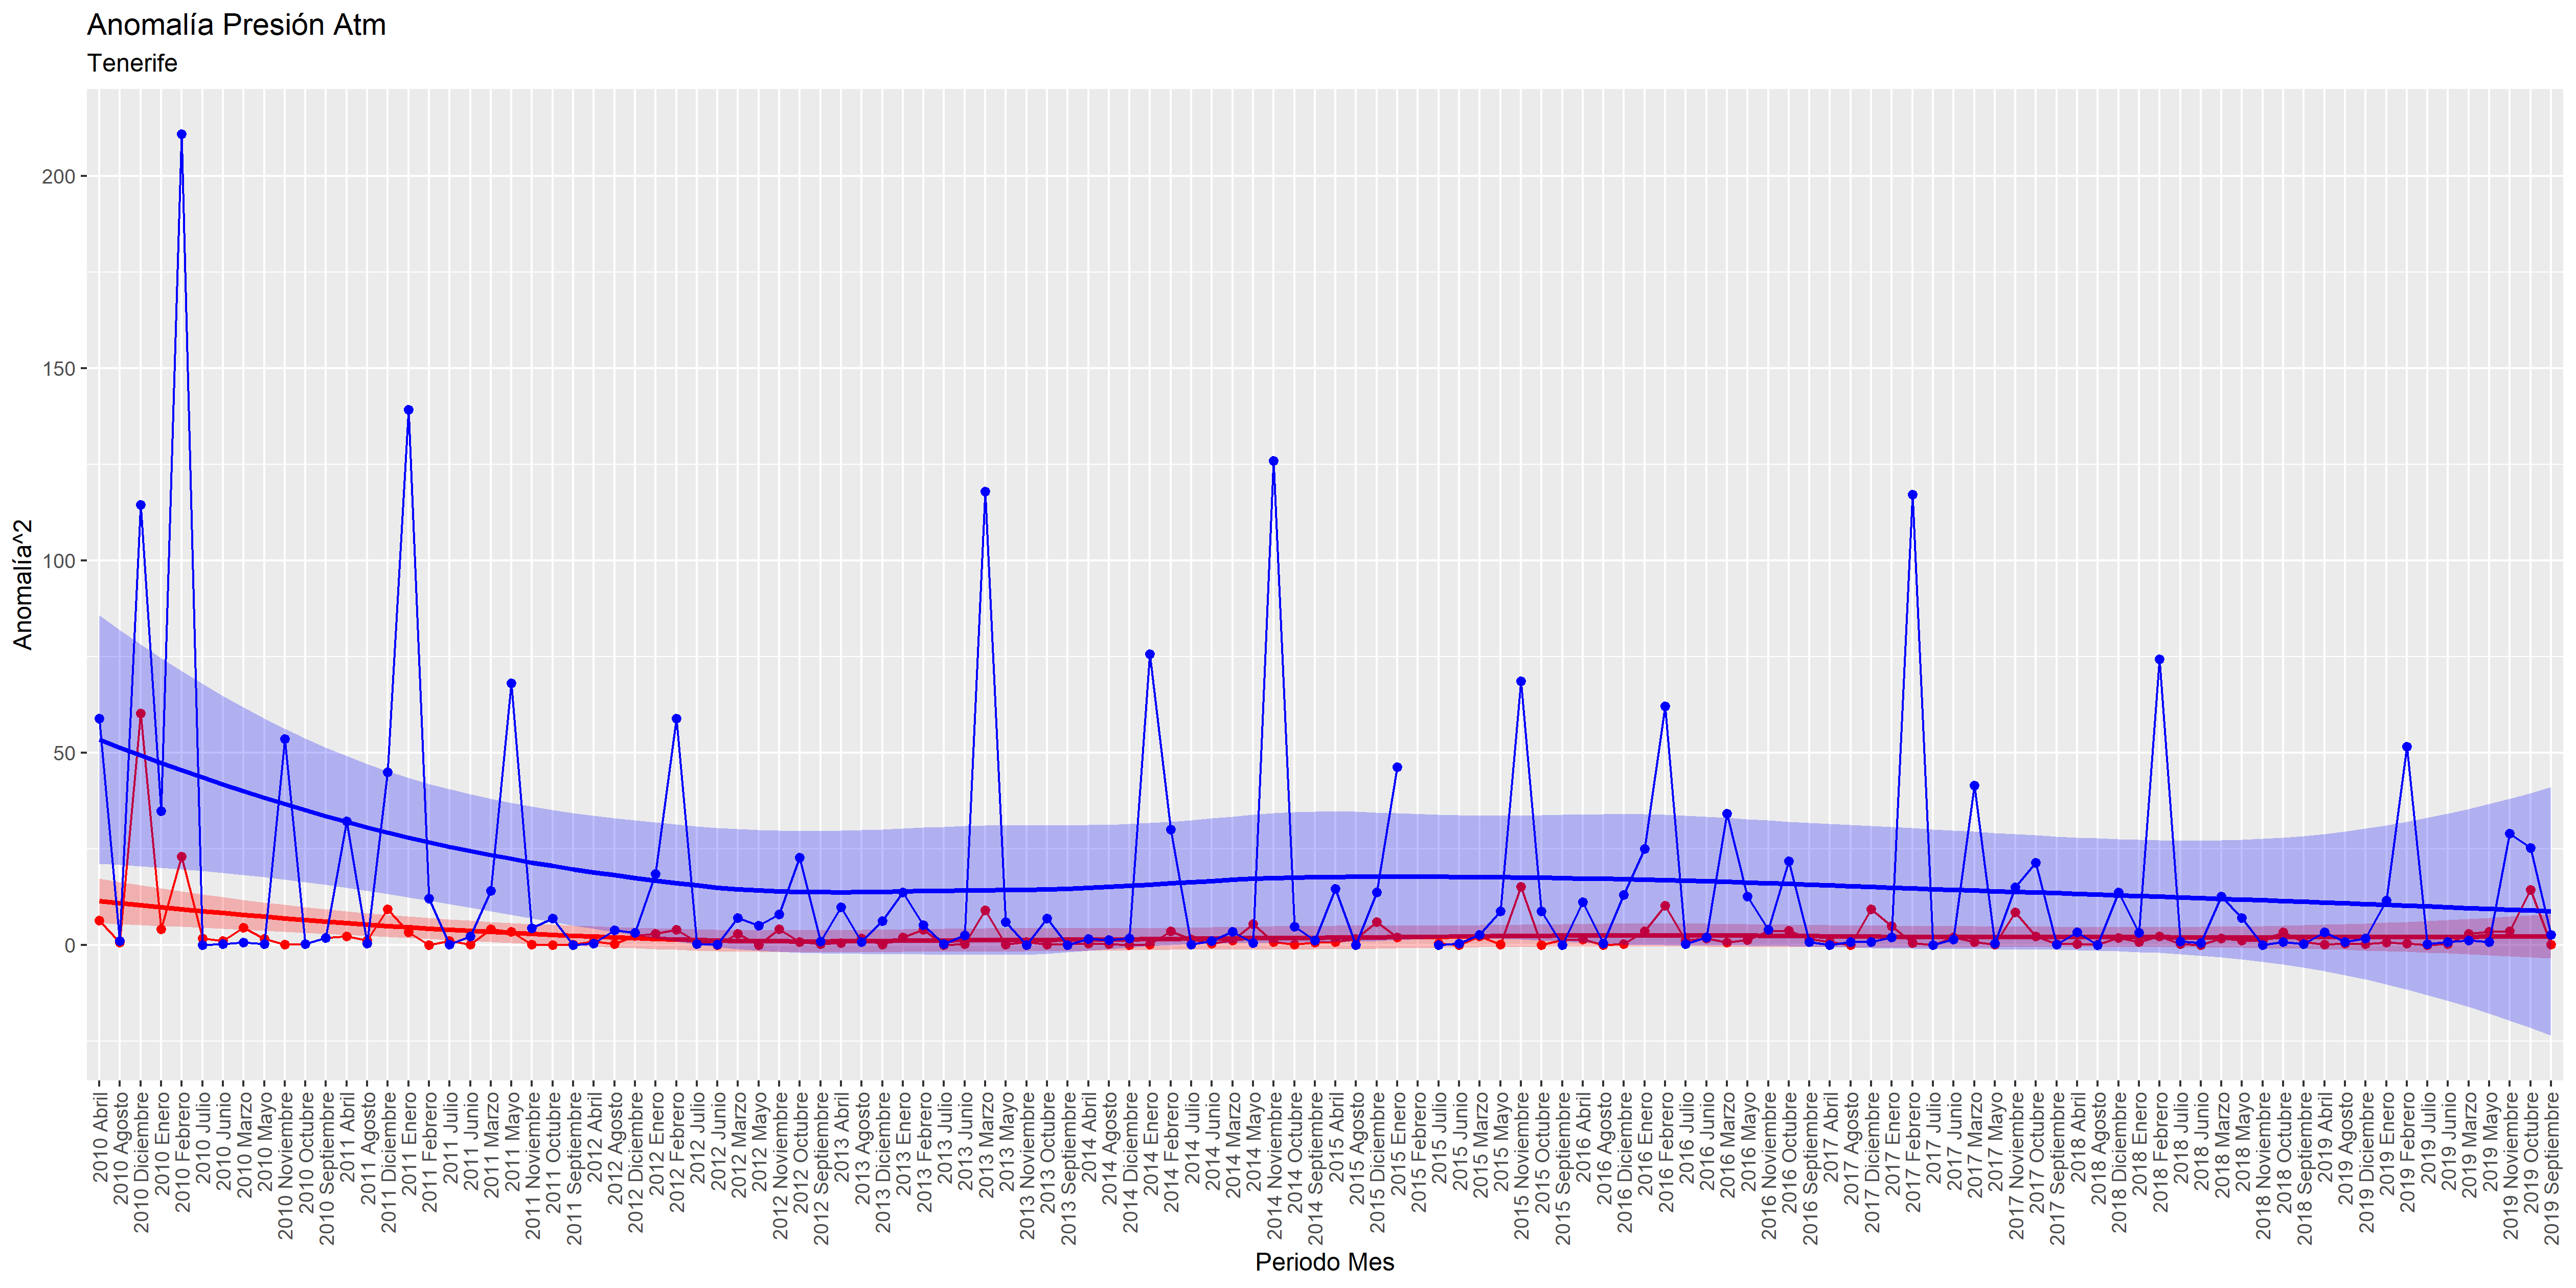 Anomalía Presión Atm
Tenerife
Anomalía^2
200
150
100
50
0
2010 Abril
2010 Agosto
2010 Diciembre
2010 Enero
2010 Febrero
2010 Julio
2010 Junio
2010 Marzo
2010 Mayo
2010 Noviembre
2010 Octubre
2010 Septiembre
2011 Abril
2011 Agosto
2011 Diciembre
2011 Enero
2011 Febrero
2011 Julio
2011 Junio
2011 Marzo
2011 Mayo
2011 Noviembre
2011 Octubre
2011 Septiembre
2012 Abril
2012 Agosto
2012 Diciembre
2012 Enero
2012 Febrero
2012 Julio
2012 Junio
2012 Marzo
2012 Mayo
2012 Noviembre
2012 Octubre
2012 Septiembre
2013 Abril
2013 Agosto
2013 Diciembre
2013 Enero
2013 Febrero
2013 Julio
2013 Junio
2013 Marzo
2013 Mayo
2013 Noviembre
2013 Octubre
2013 Septiembre
2014 Abril
2014 Agosto
2014 Diciembre
2014 Enero
2014 Febrero
2014 Julio
2014 Junio
2014 Marzo
2014 Mayo
2014 Noviembre
2014 Octubre
2014 Septiembre
2015 Abril
2015 Agosto
2015 Diciembre
2015 Enero
2015 Febrero
2015 Julio
2015 Junio
2015 Marzo
2015 Mayo
2015 Noviembre
2015 Octubre
2015 Septiembre
2016 Abril
2016 Agosto
2016 Diciembre
2016 Enero
2016 Febrero
2016 Julio
2016 Junio
2016 Marzo
2016 Mayo
2016 Noviembre
2016 Octubre
2016 Septiembre
2017 Abril
2017 Agosto
2017 Diciembre
2017 Enero
2017 Febrero
2017 Julio
2017 Junio
2017 Marzo
2017 Mayo
2017 Noviembre
2017 Octubre
2017 Septiembre
2018 Abril
2018 Agosto
2018 Diciembre
2018 Enero
2018 Febrero
2018 Julio
2018 Junio
2018 Marzo
2018 Mayo
2018 Noviembre
2018 Octubre
2018 Septiembre
2019 Abril
2019 Agosto
2019 Diciembre
2019 Enero
2019 Febrero
2019 Julio
2019 Junio
2019 Marzo
2019 Mayo
2019 Noviembre
2019 Octubre
2019 Septiembre
Periodo Mes